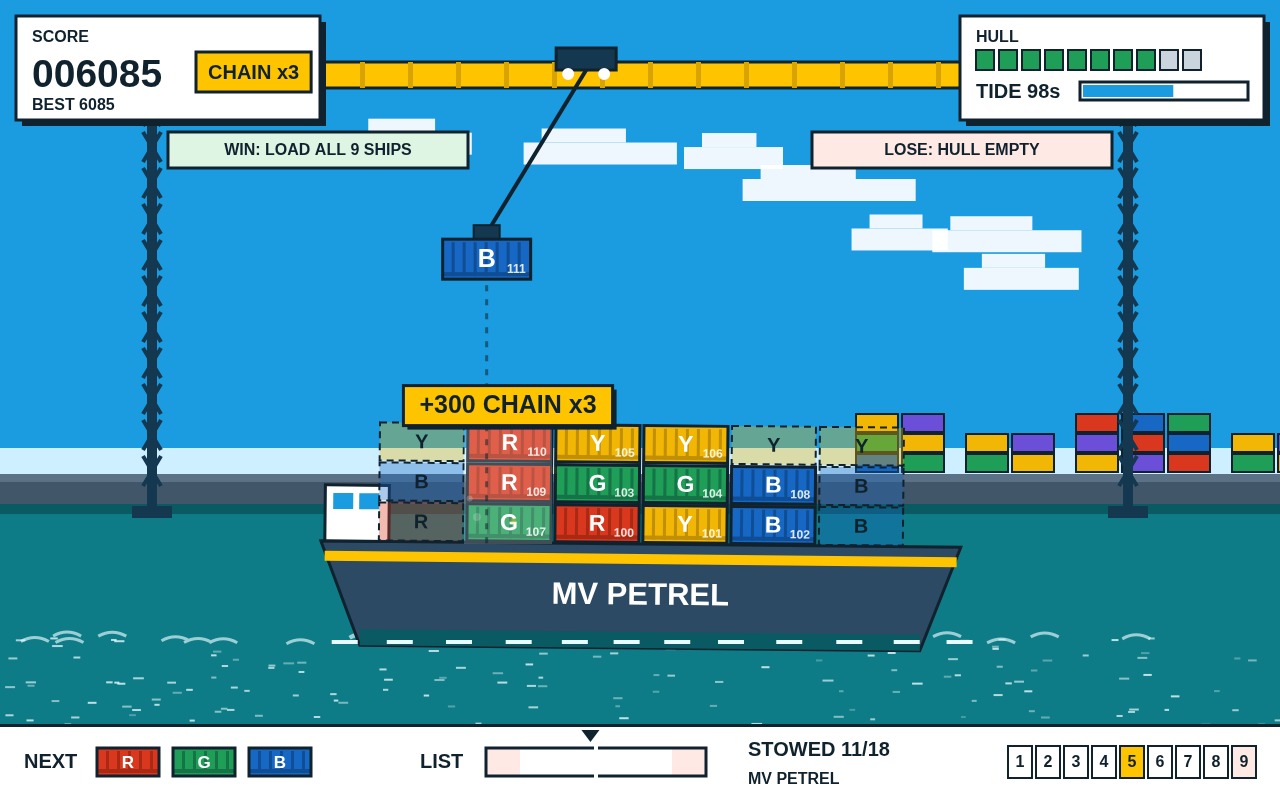 SCORE
006085
CHAIN x3
BEST 6085
HULL
TIDE 98s
WIN: LOAD ALL 9 SHIPS
LOSE: HULL EMPTY
B 111
+300 CHAIN x3
Y R 110 Y 105 Y 106 Y Y
B R 109 G 103 G 104 B 108 B
R G 107 R 100 Y 101 B 102 B
MV PETREL
NEXT R G B
LIST
STOWED 11/18
MV PETREL
1 2 3 4 5 6 7 8 9